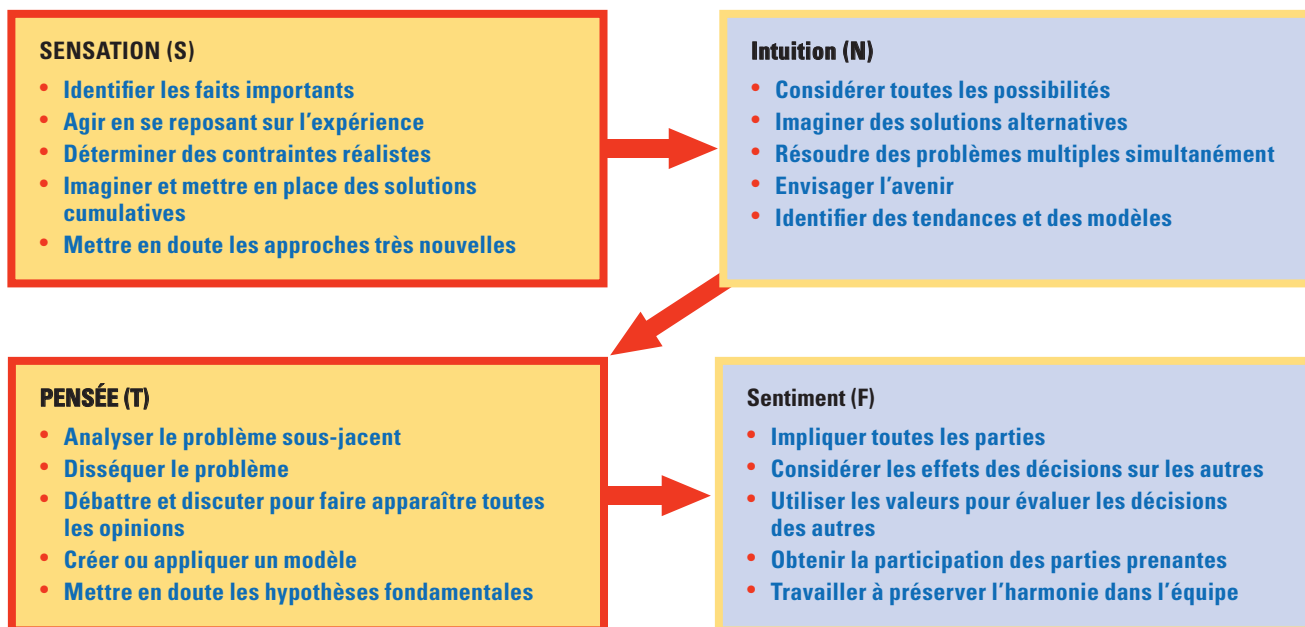 SENSATION (S)
• Identifier les faits importants
• Agir en se reposant sur l'expérience
• Déterminer des contraintes réalistes
• Imaginer et mettre en place des solutions
cumulatives
• Mettre en doute les approches très nouvelles
Intuition (N)
• Considérer toutes les possibilités
• Imaginer des solutions alternatives
• Résoudre des problèmes multiples simultanément
• Envisager l'avenir
• Identifier des tendances et des modèles
PENSÉE (T)
• Analyser le problème sous-jacent
• Disséquer le problème
• Débattre et discuter pour faire apparaître toutes
les opinions
• Créer ou appliquer un modèle
• Mettre en doute les hypothèses fondamentales
Sentiment (F)
• Impliquer toutes les parties
• Considérer les effets des décisions sur les autres
• Utiliser les valeurs pour évaluer les décisions
des autres
• Obtenir la participation des parties prenantes
• Travailler à préserver l'harmonie dans l'équipe